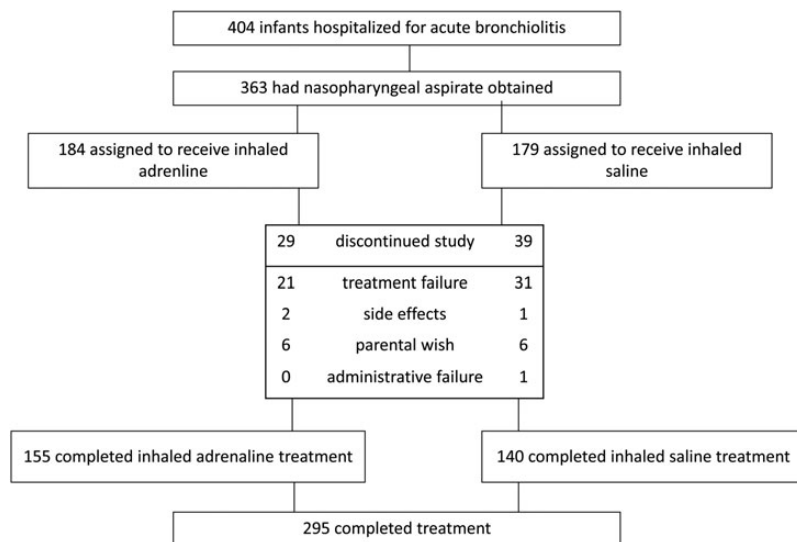 404 infants hospitalized for acute bronchiolitis
363 had nasopharyngeal aspirate obtained
184 assigned to receive inhaled
adrenline
179 assigned to receive inhaled
saline
29 discontinued study 39
21 treatment failure 31
2 side effects 1
6 parental wish 6
0 administrative failure 1
155 completed inhaled adrenaline treatment
140 completed inhaled saline treatment
295 completed treatment